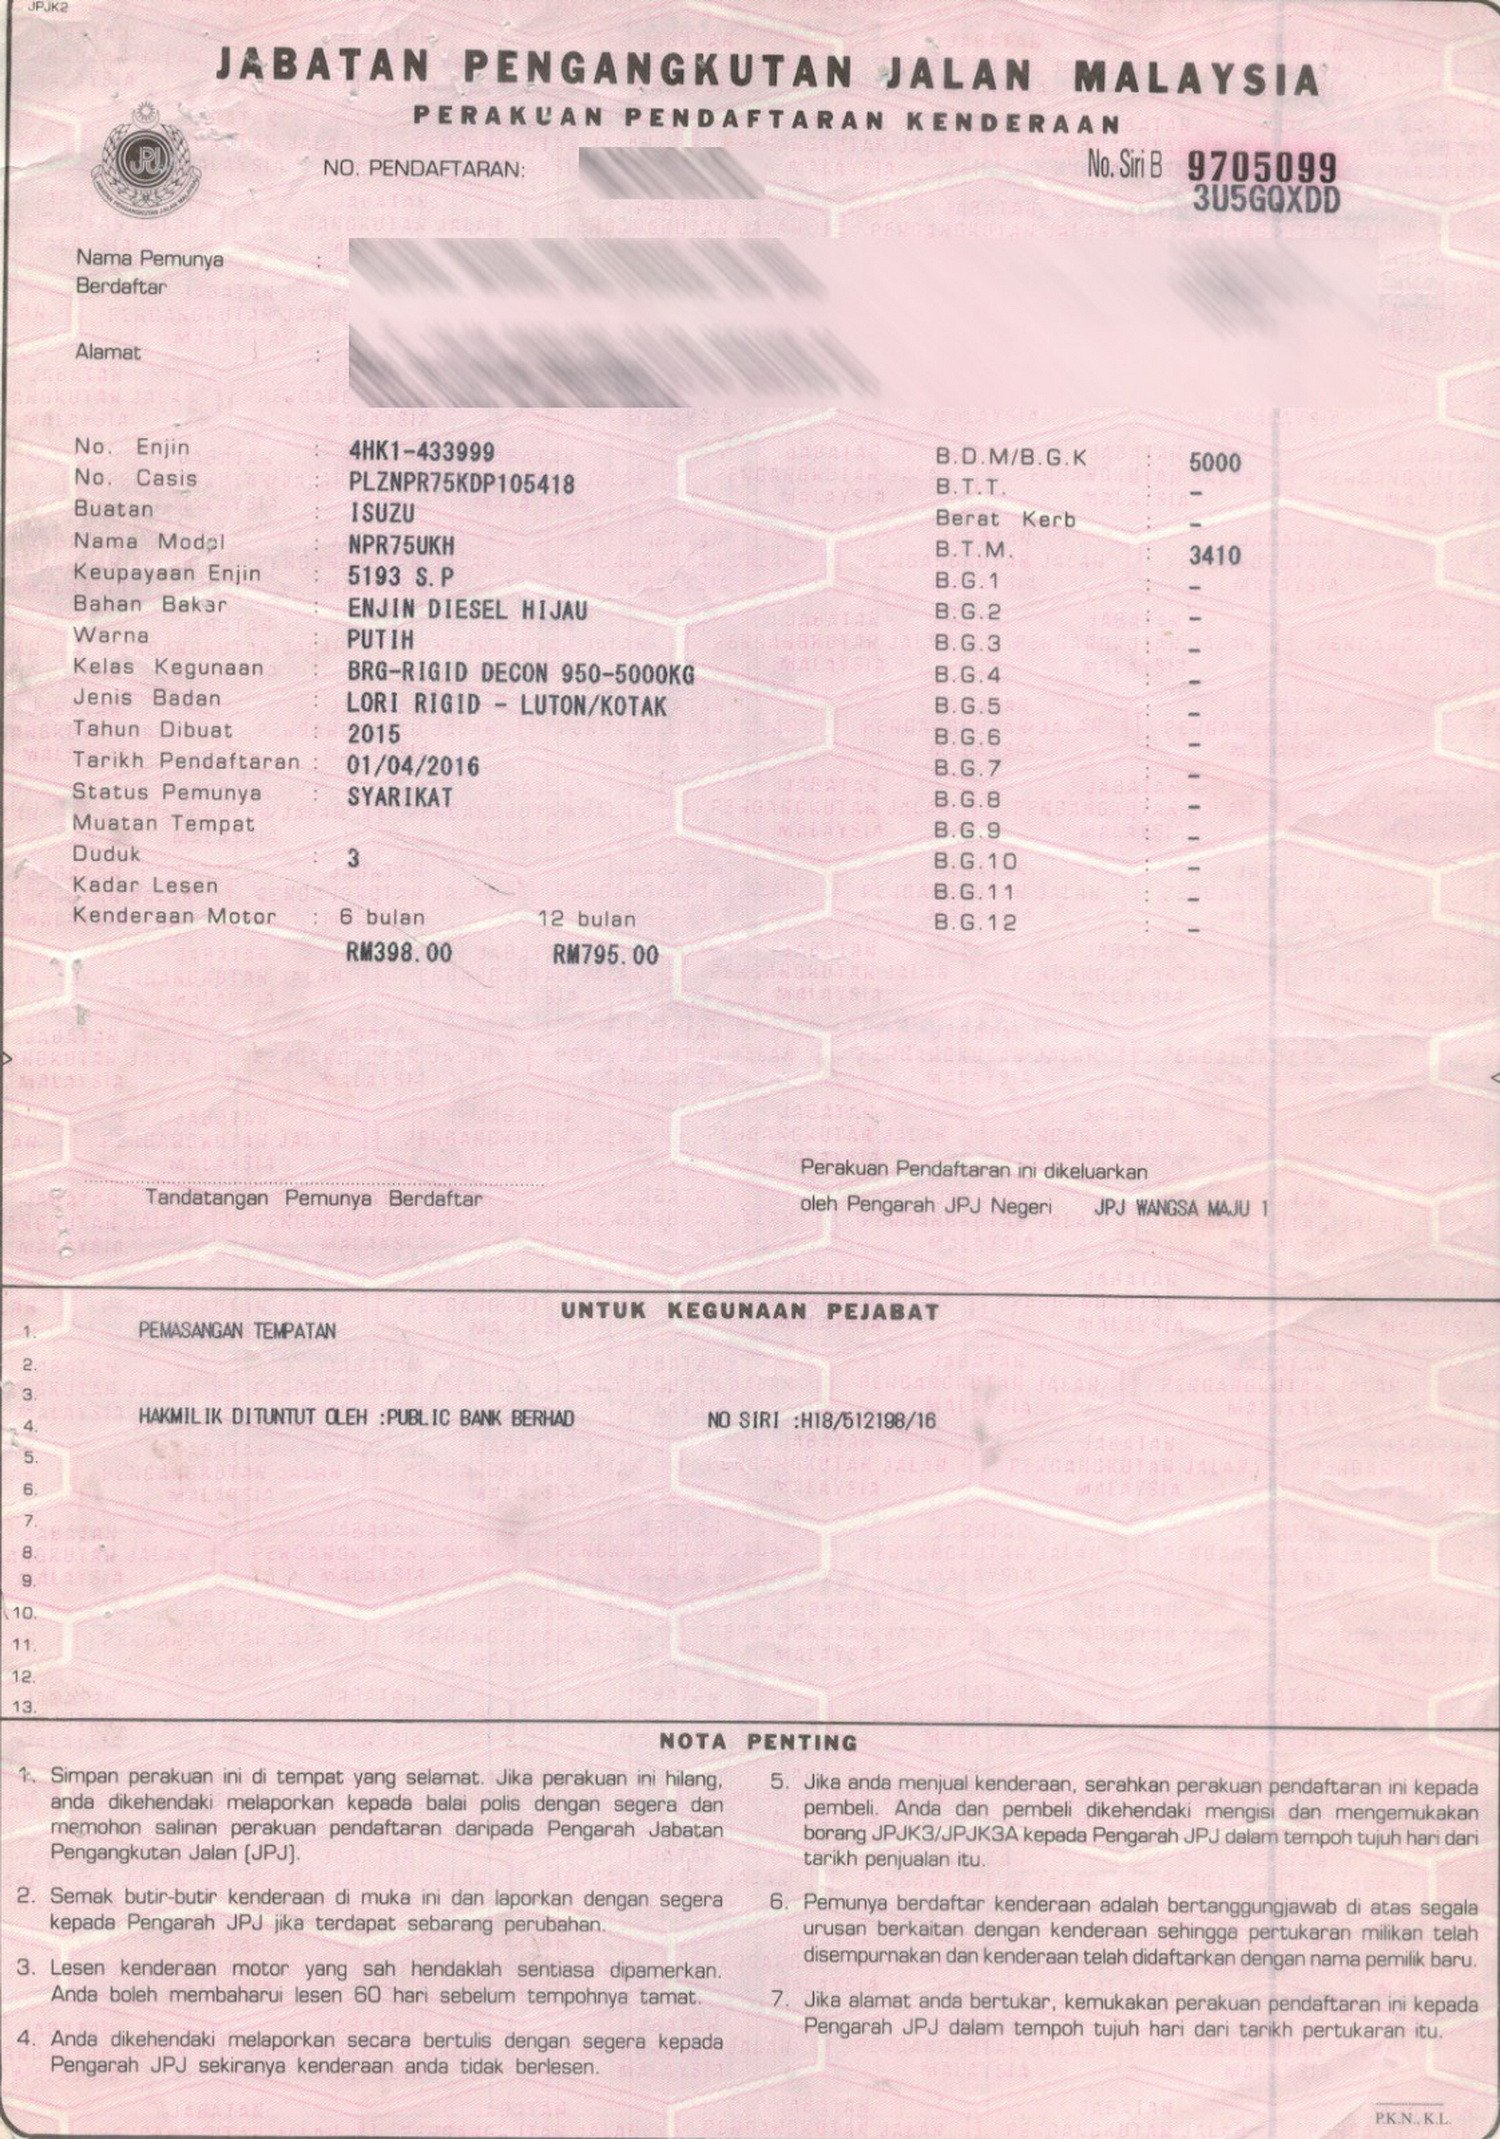 JPJK2
JABATAN PENGANGKUTAN JALAN MALAYSIA
PERAKUAN PENDAFTARAN KENDERAAN
JPJ
NO. PENDAFTARAN:
No. Siri B 9705099
3U5GQXDD
Nama Pemunya :
Berdaftar
Alamat :
No. Enjin : 4HK1-433999
No. Casis : PLZNPR75KDP105418
Buatan : ISUZU
Nama Model : NPR75UKH
Keupayaan Enjin : 5193 S.P
Bahan Bakar : ENJIN DIESEL HIJAU
Warna : PUTIH
Kelas Kegunaan : BRG-RIGID DECON 950-5000KG
Jenis Badan : LORI RIGID - LUTON/KOTAK
Tahun Dibuat : 2015
Tarikh Pendaftaran : 01/04/2016
Status Pemunya : SYARIKAT
Muatan Tempat
Duduk : 3
Kadar Lesen
Kenderaan Motor : 6 bulan 12 bulan
RM398.00 RM795.00
B.D.M/B.G.K : 5000
B.T.T. : -
Berat Kerb : -
B.T.M. : 3410
B.G.1 : -
B.G.2 : -
B.G.3 : -
B.G.4 : -
B.G.5 : -
B.G.6 : -
B.G.7 : -
B.G.8 : -
B.G.9 : -
B.G.10 : -
B.G.11 : -
B.G.12 : -
Tandatangan Pemunya Berdaftar
Perakuan Pendaftaran ini dikeluarkan
oleh Pengarah JPJ Negeri JPJ WANGSA MAJU 1
UNTUK KEGUNAAN PEJABAT
1. PEMASANGAN TEMPATAN
2.
3.
4. HAKMILIK DITUNTUT OLEH :PUBLIC BANK BERHAD NO SIRI :H18/512198/16
5.
6.
7.
8.
9.
10.
11.
12.
13.
NOTA PENTING
1. Simpan perakuan ini di tempat yang selamat. Jika perakuan ini hilang,
anda dikehendaki melaporkan kepada balai polis dengan segera dan
memohon salinan perakuan pendaftaran daripada Pengarah Jabatan
Pengangkutan Jalan (JPJ).
2. Semak butir-butir kenderaan di muka ini dan laporkan dengan segera
kepada Pengarah JPJ jika terdapat sebarang perubahan.
3. Lesen kenderaan motor yang sah hendaklah sentiasa dipamerkan.
Anda boleh membaharui lesen 60 hari sebelum tempohnya tamat.
4. Anda dikehendaki melaporkan secara bertulis dengan segera kepada
Pengarah JPJ sekiranya kenderaan anda tidak berlesen.
5. Jika anda menjual kenderaan, serahkan perakuan pendaftaran ini kepada
pembeli. Anda dan pembeli dikehendaki mengisi dan mengemukakan
borang JPJK3/JPJK3A kepada Pengarah JPJ dalam tempoh tujuh hari dari
tarikh penjualan itu.
6. Pemunya berdaftar kenderaan adalah bertanggungjawab di atas segala
urusan berkaitan dengan kenderaan sehingga pertukaran milikan telah
disempurnakan dan kenderaan telah didaftarkan dengan nama pemilik baru.
7. Jika alamat anda bertukar, kemukakan perakuan pendaftaran ini kepada
Pengarah JPJ dalam tempoh tujuh hari dari tarikh pertukaran itu.
P.K.N., K.L.